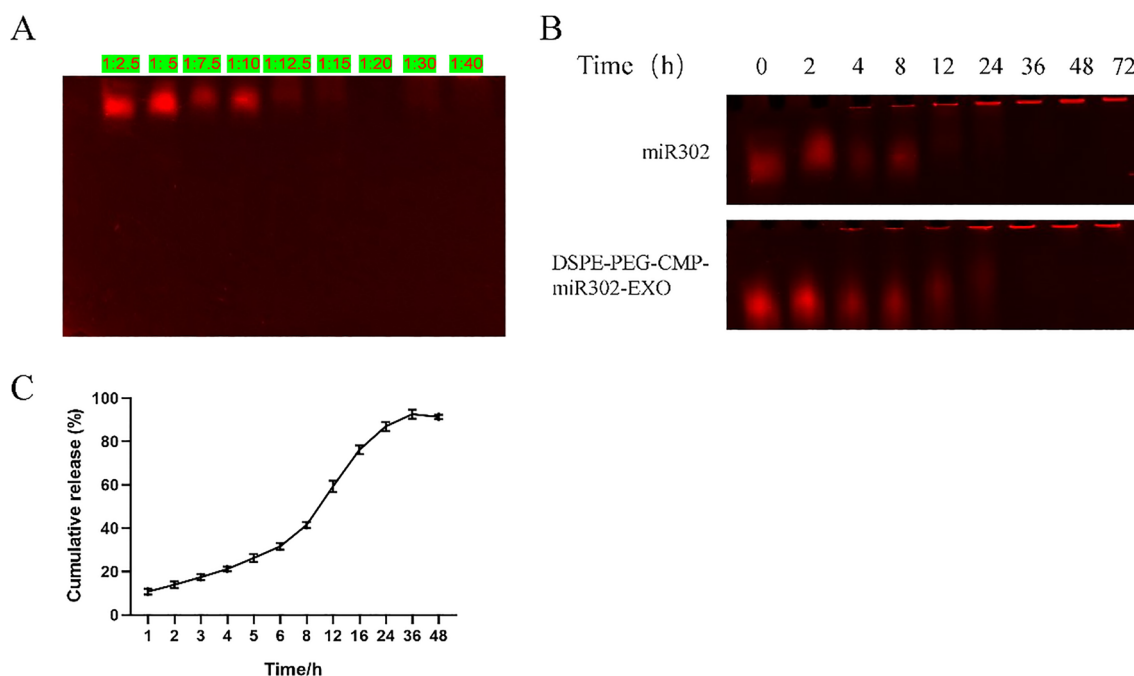 A
1:2.5 1: 5 1:7.5 1:10 1:12.5 1:15 1:20 1:30 1:40
B
Time (h) 0 2 4 8 12 24 36 48 72
miR302
DSPE-PEG-CMP-
miR302-EXO
C
Cumulative release (%)
100
80
60
40
20
0
1 2 3 4 5 6 8 12 16 24 36 48
Time/h